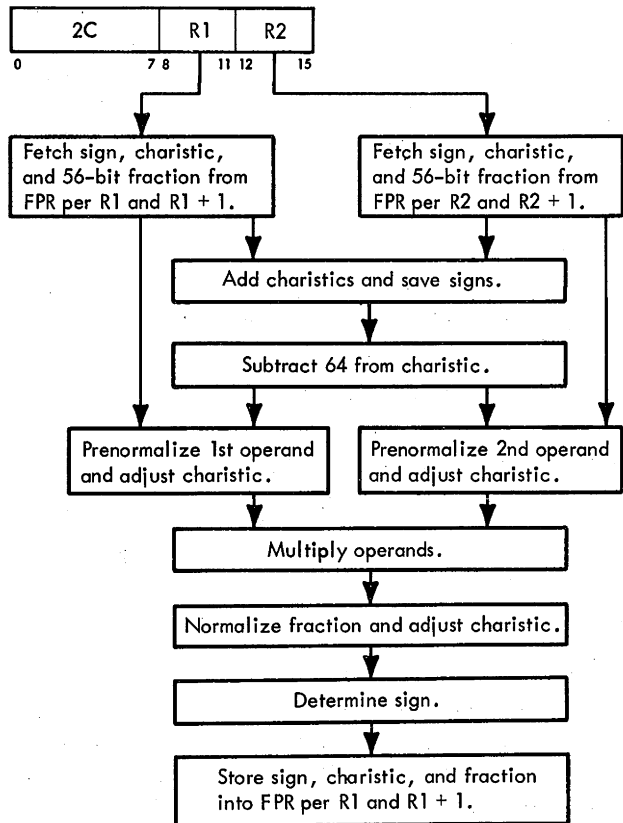 2C R1 R2
0 7 8 11 12 15
Fetch sign, charistic,
and 56-bit fraction from
FPR per R1 and R1 + 1.
Fetch sign, charistic,
and 56-bit fraction from
FPR per R2 and R2 + 1.
Add charistics and save signs.
Subtract 64 from charistic.
Prenormalize 1st operand
and adjust charistic.
Prenormalize 2nd operand
and adjust charistic.
Multiply operands.
Normalize fraction and adjust charistic.
Determine sign.
Store sign, charistic, and fraction
into FPR per R1 and R1 + 1.